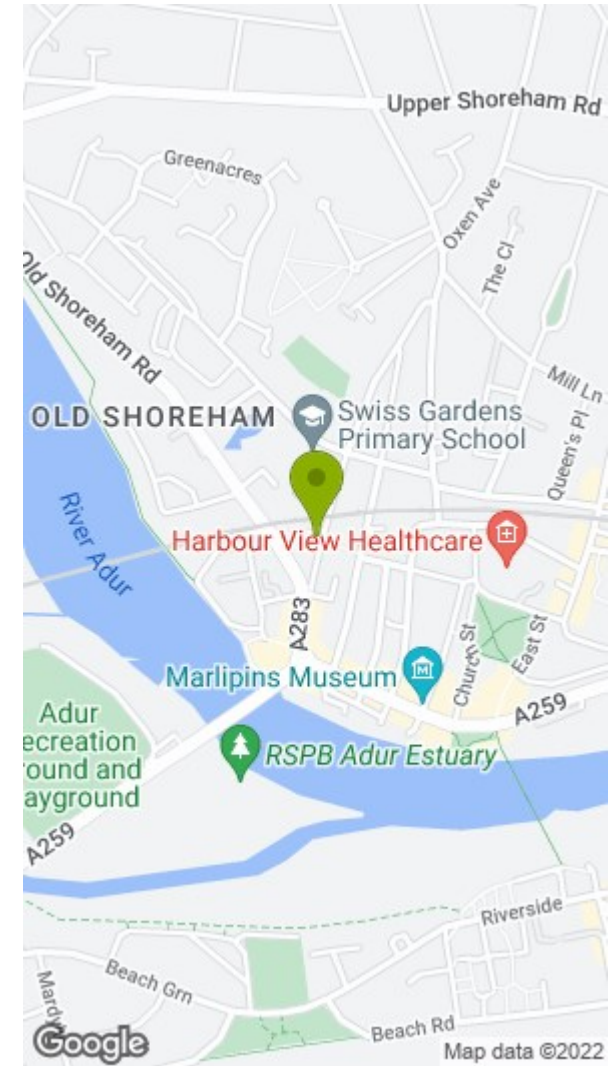 Upper Shoreham Rd
Greenacres
Oxen Ave
The Cl
Old Shoreham Rd
Mill Ln
OLD SHOREHAM
Swiss Gardens
Primary School
Queen's Pl
River Adur
Harbour View Healthcare
A283
Church St
East St
Marlipins Museum
A259
Adur
ecreation
ound and
ayground
RSPB Adur Estuary
A259
Riverside
Beach Grn
Beach Rd
Google
Map data ©2022